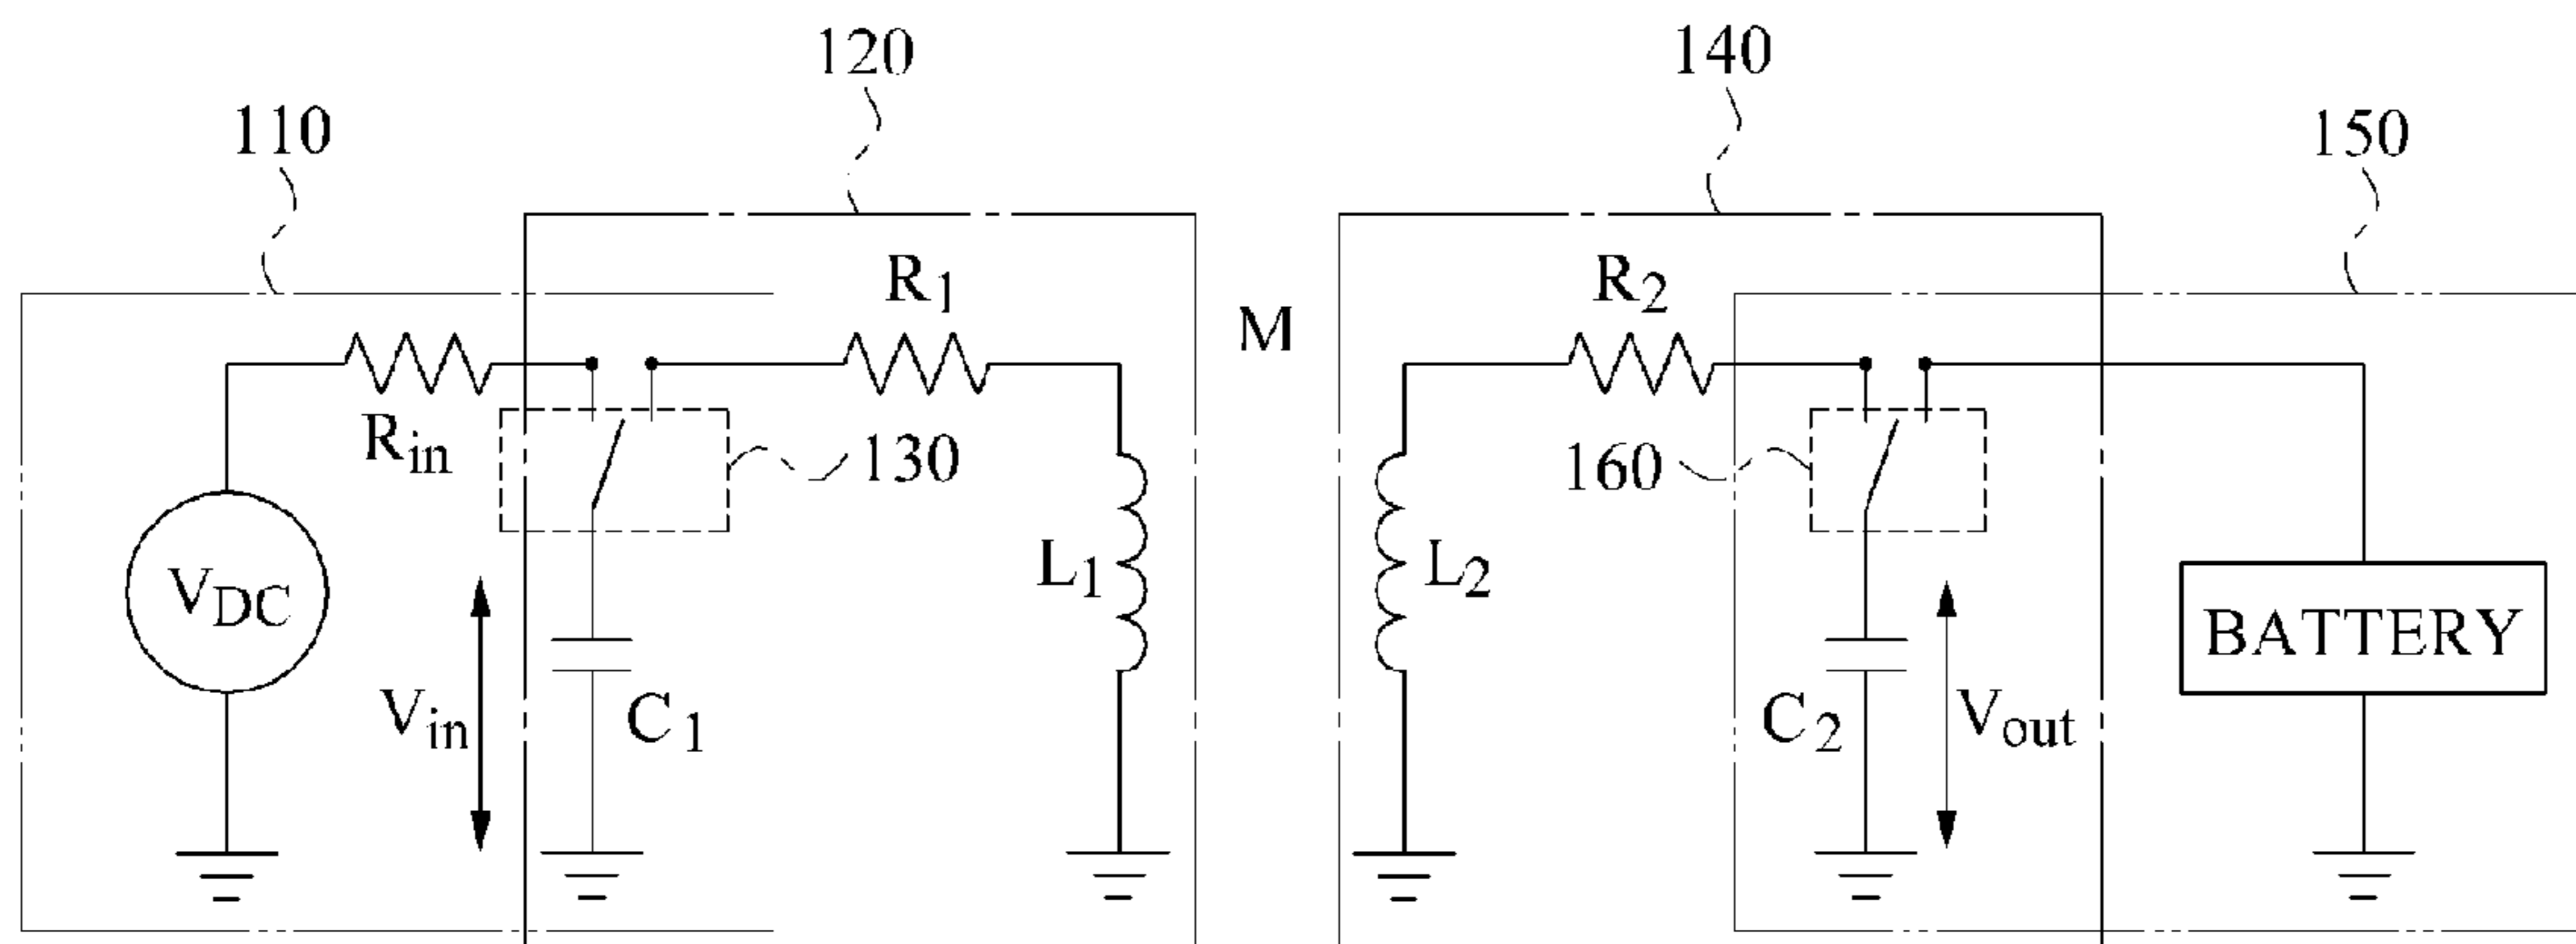 120
140
110
150
R1
R2
M
Rin
130
160
L1
L2
VDC
BATTERY
Vin
C1
C2
Vout